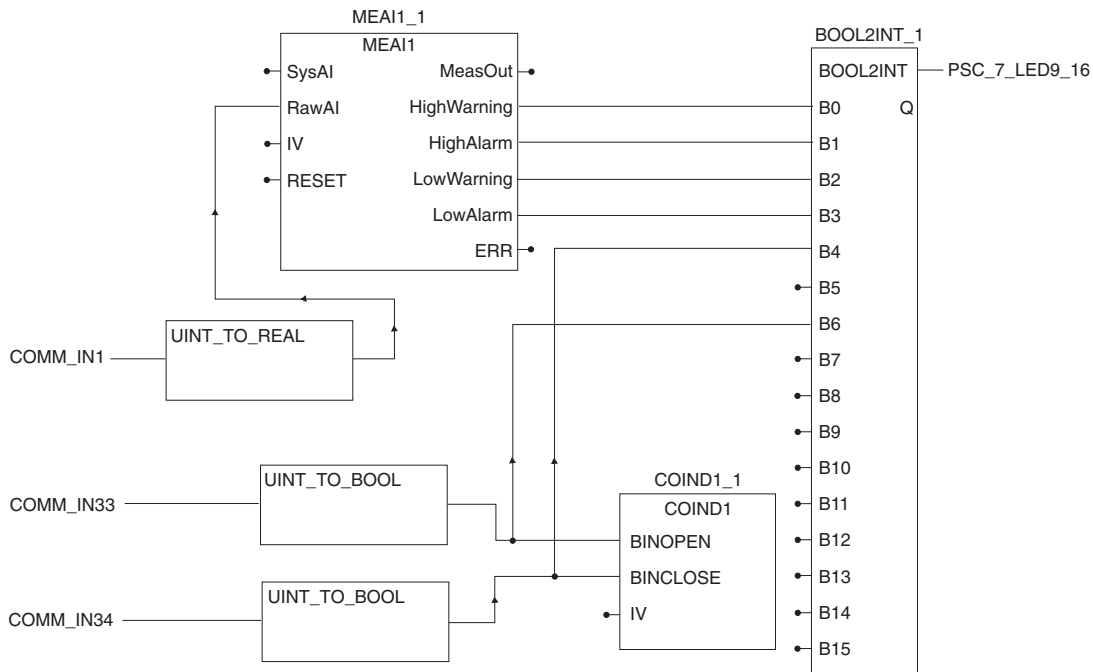 MEAI1_1
MEAI1
SysAI
MeasOut
RawAI
HighWarning
IV
HighAlarm
RESET
LowWarning
LowAlarm
ERR
BOOL2INT_1
BOOL2INT
PSC_7_LED9_16
B0
Q
B1
B2
B3
B4
B5
B6
B7
B8
B9
B10
B11
B12
B13
B14
B15
UINT_TO_REAL
COMM_IN1
UINT_TO_BOOL
COMM_IN33
UINT_TO_BOOL
COMM_IN34
COIND1_1
COIND1
BINOPEN
BINCLOSE
IV